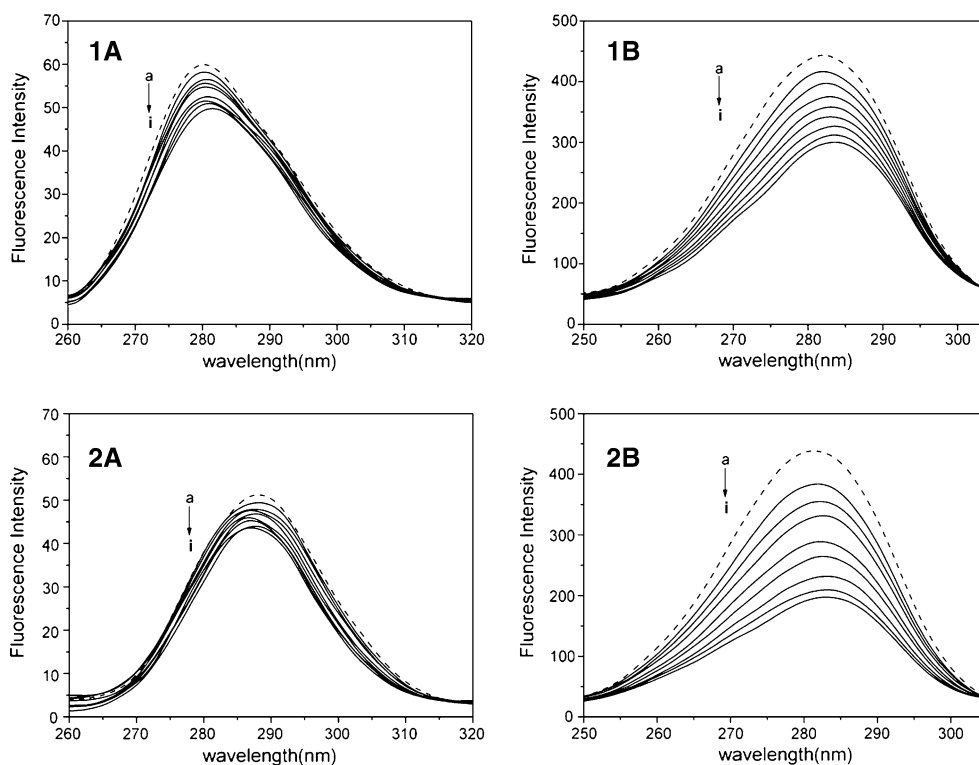 1A
a
i
Fluorescence Intensity
70
60
50
40
30
20
10
0
260 270 280 290 300 310 320
wavelength(nm)
1B
a
i
Fluorescence Intensity
500
400
300
200
100
0
250 260 270 280 290 300
wavelength(nm)
2A
a
i
Fluorescence Intensity
70
60
50
40
30
20
10
0
260 270 280 290 300 310 320
wavelength(nm)
2B
a
i
Fluorescence Intensity
500
400
300
200
100
0
250 260 270 280 290 300
wavelength(nm)